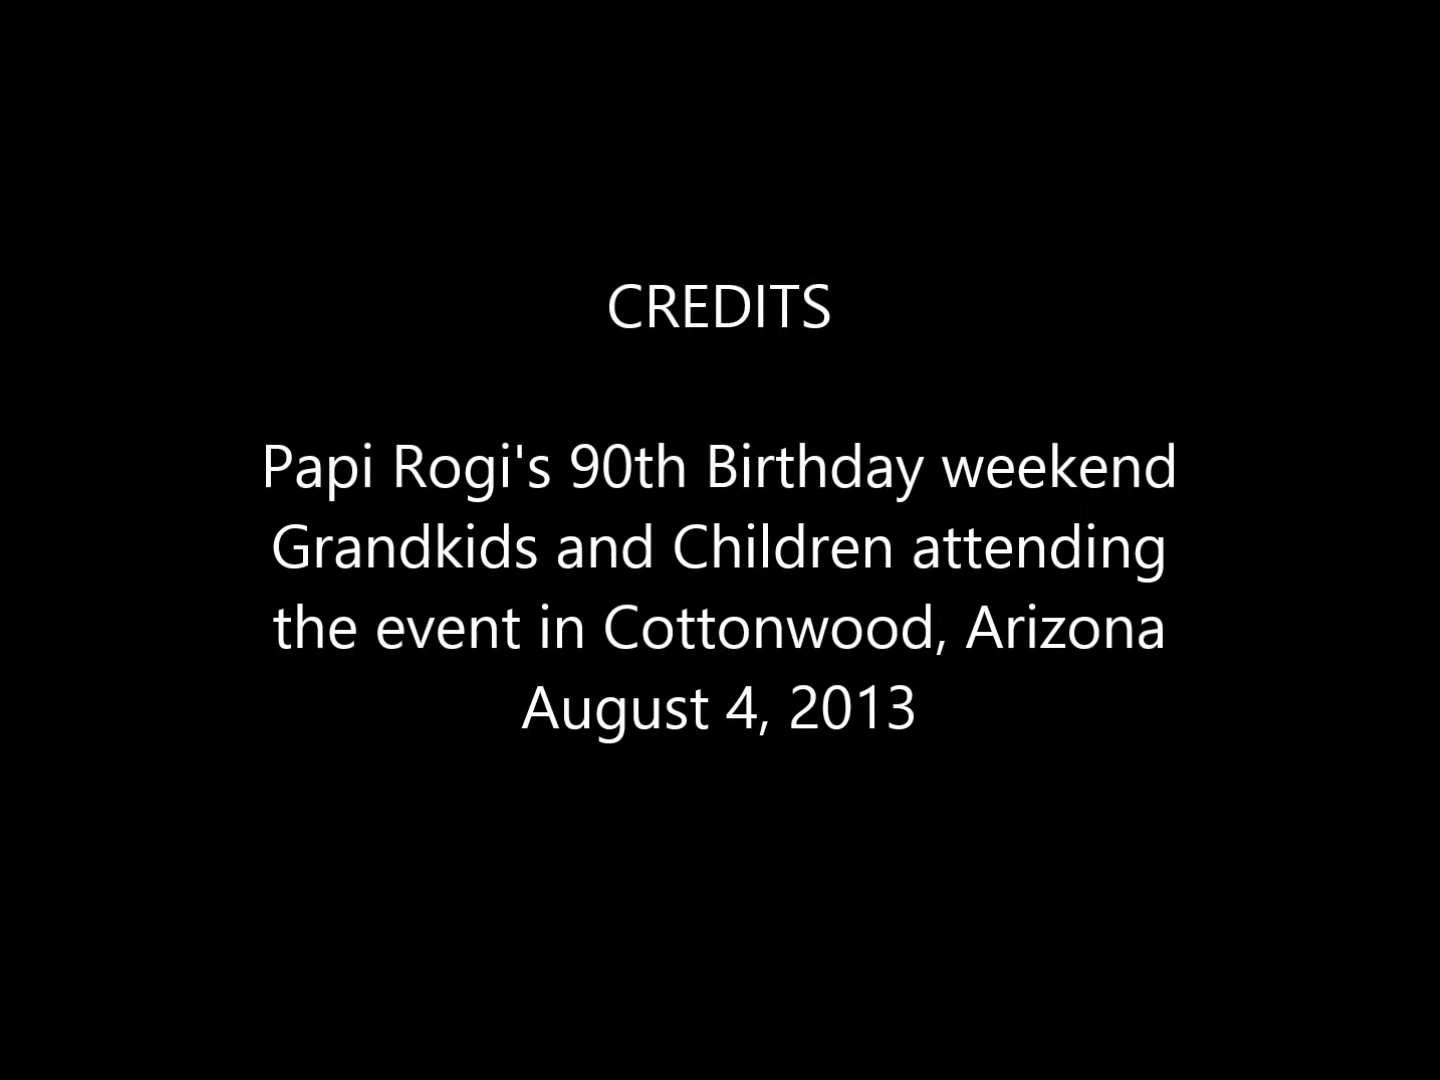 CREDITS
Papi Rogi's 90th Birthday weekend
Grandkids and Children attending
the event in Cottonwood, Arizona
August 4, 2013